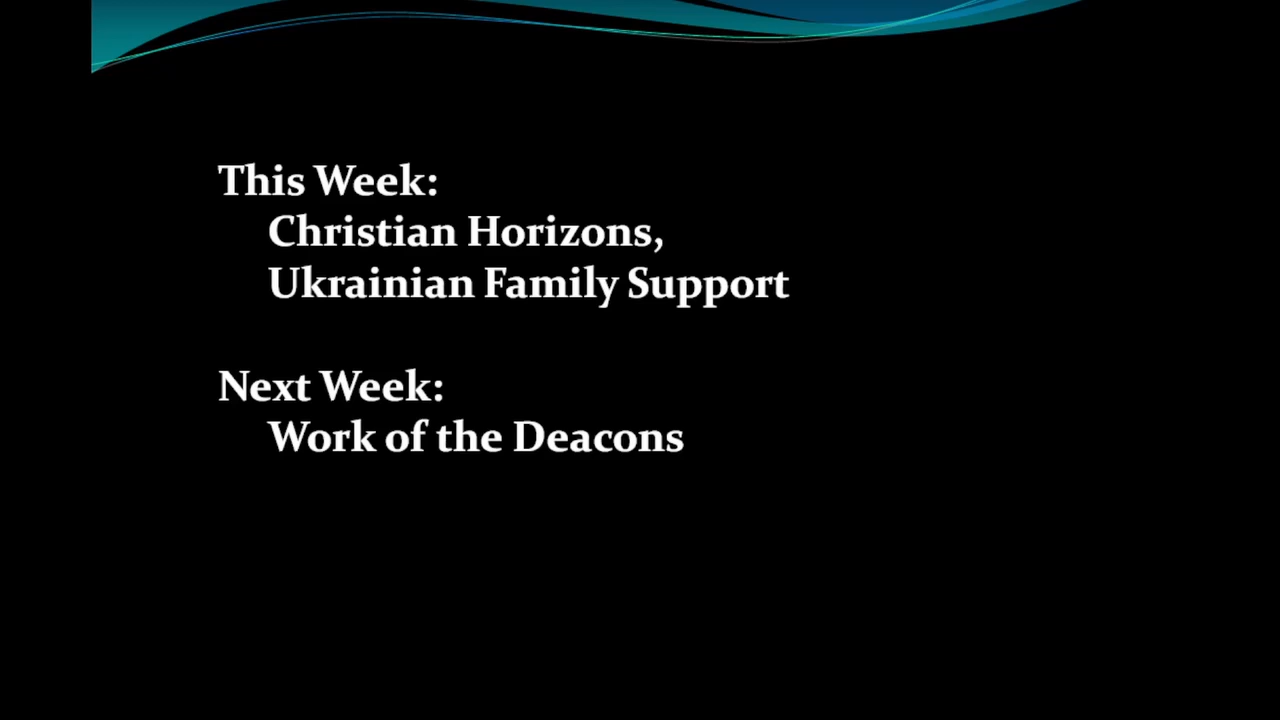 This Week:
Christian Horizons,
Ukrainian Family Support
Next Week:
Work of the Deacons